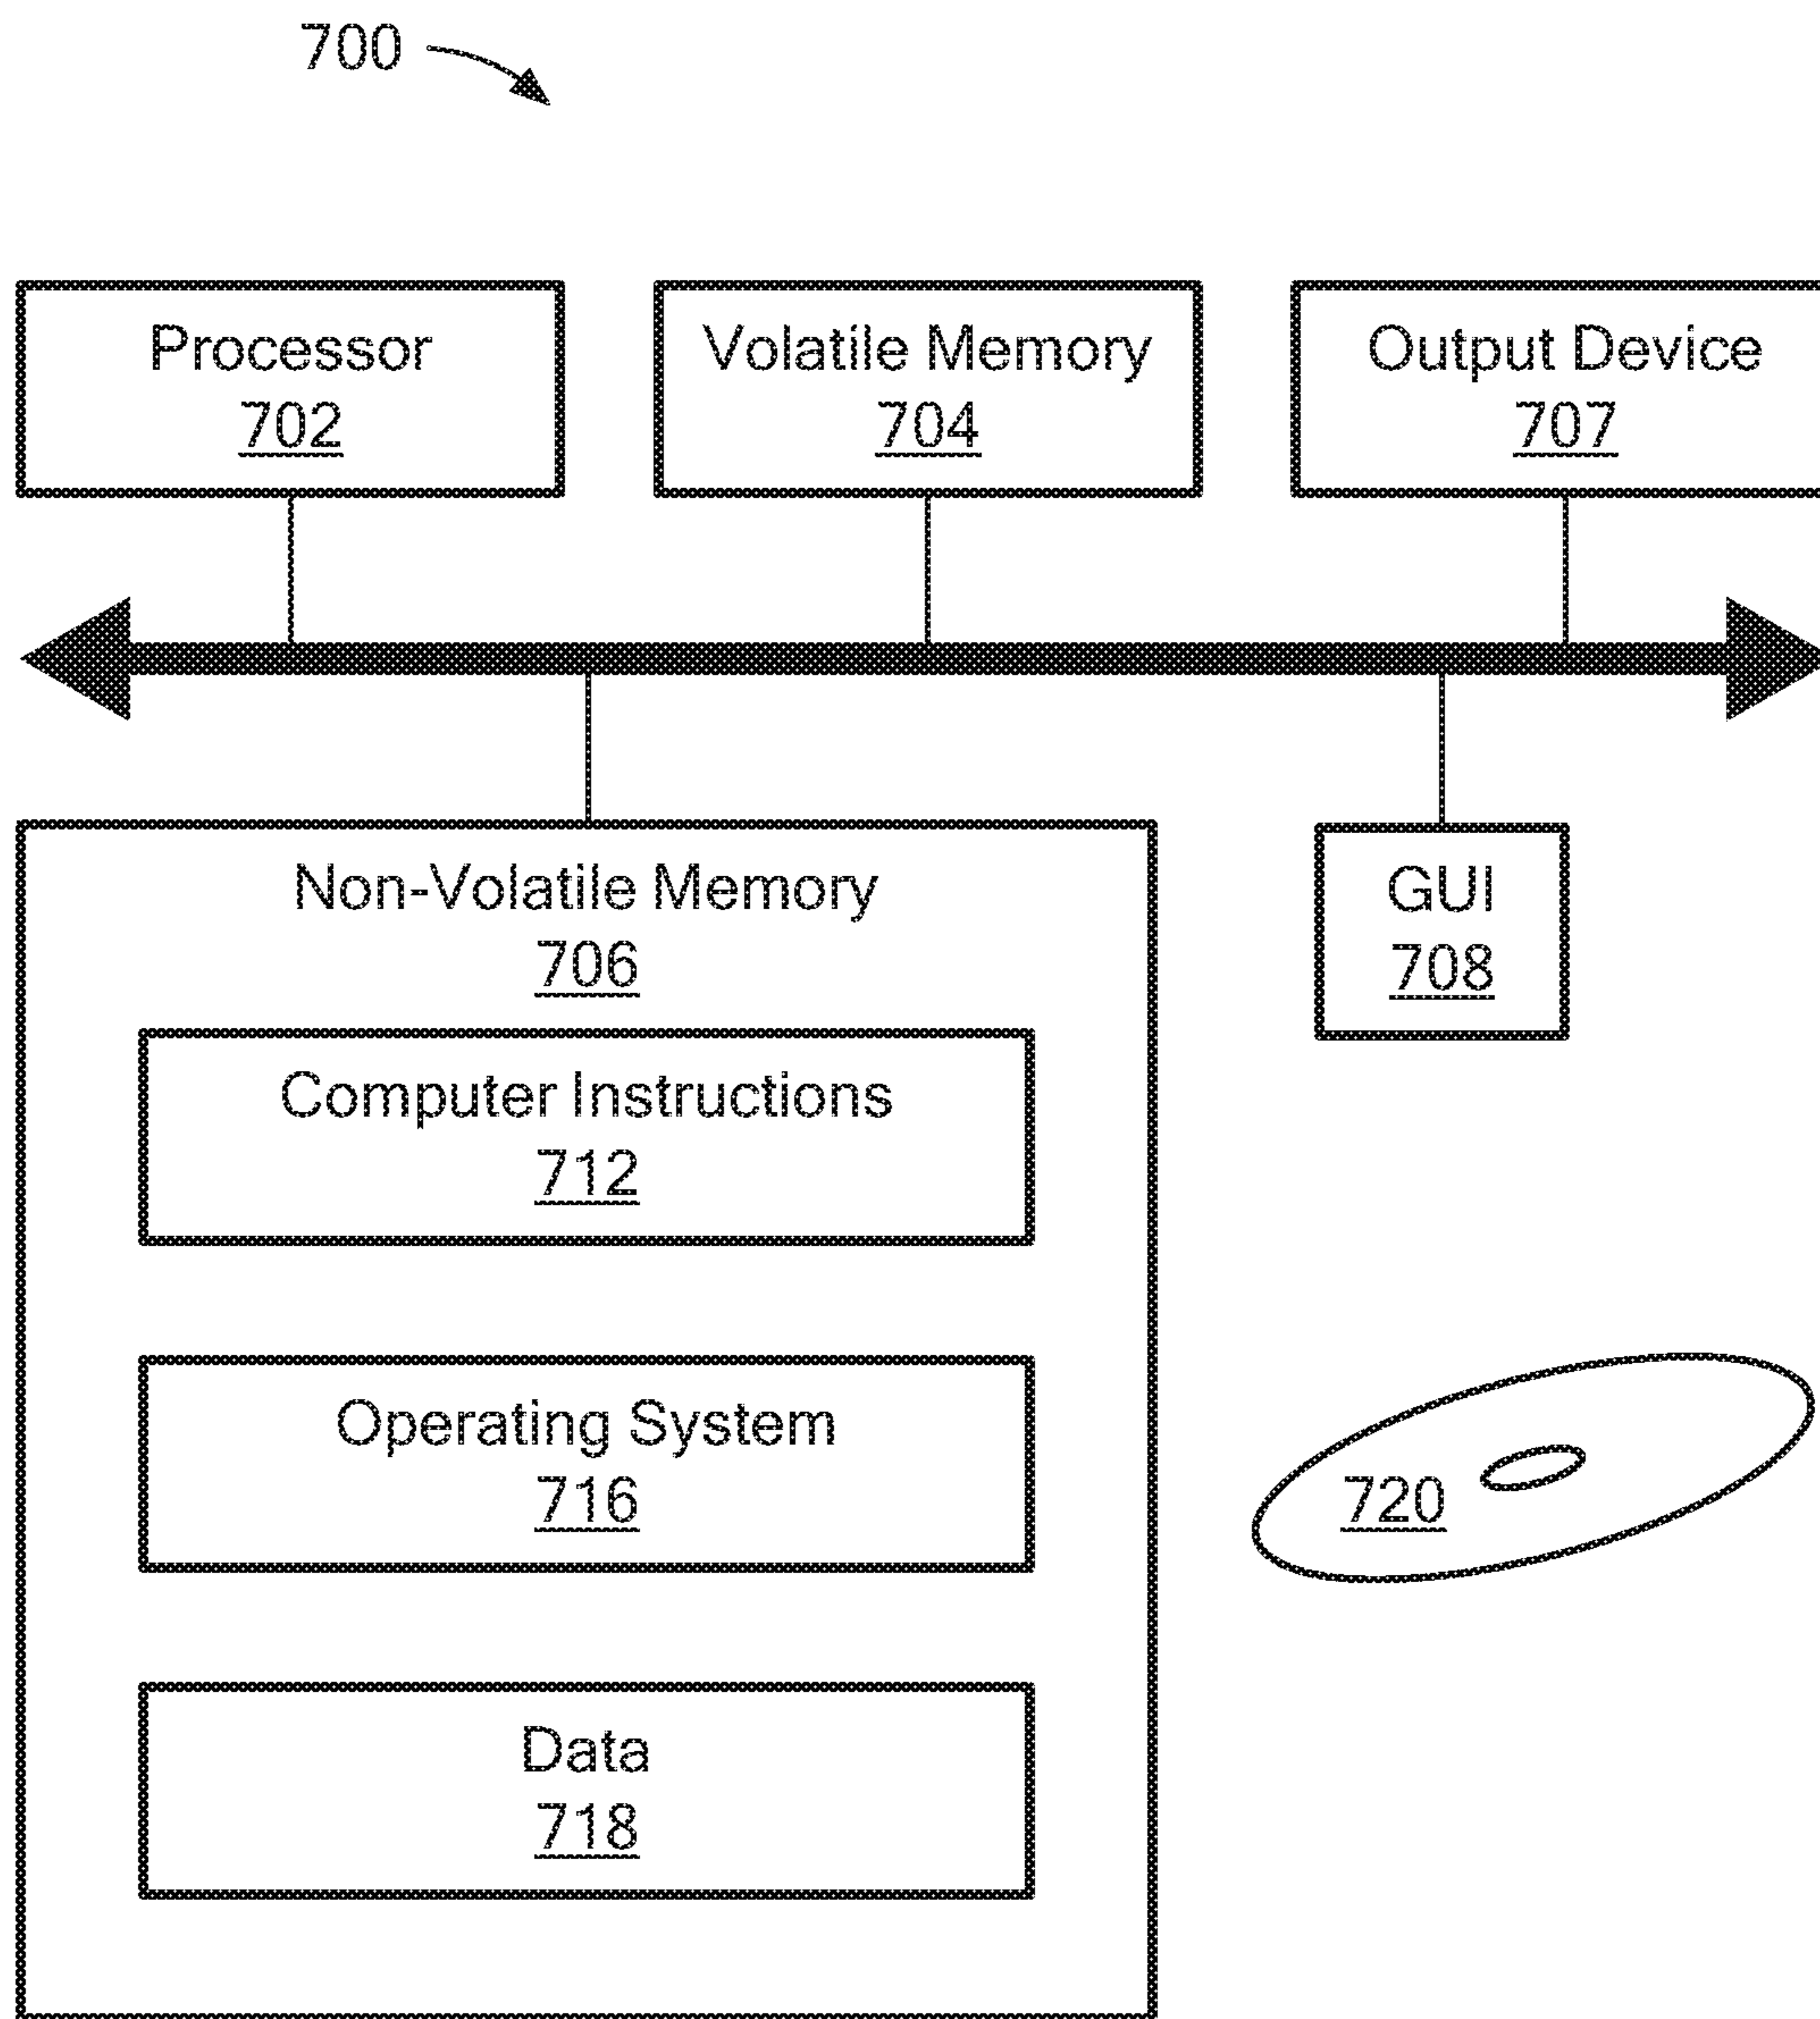 700
Processor
702
Volatile Memory
704
Output Device
707
Non-Volatile Memory
706
GUI
708
Computer Instructions
712
Operating System
716
720
Data
718